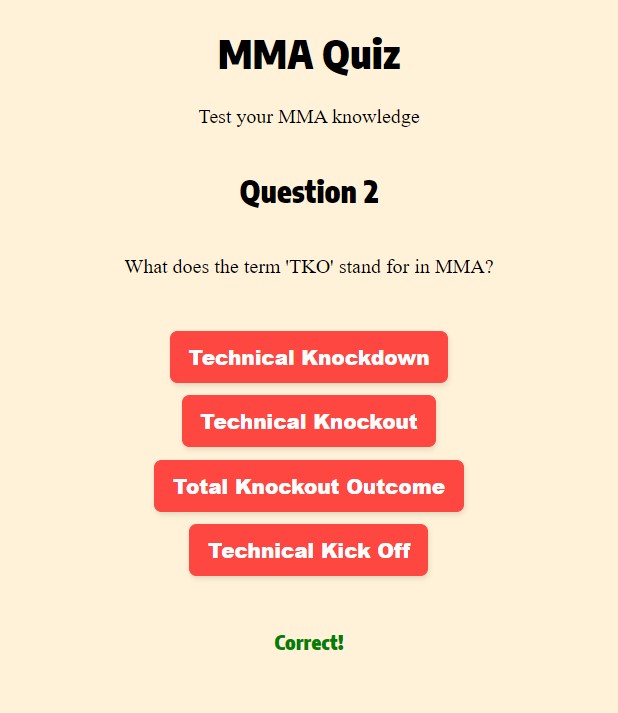 MMA Quiz
Test your MMA knowledge
Question 2
What does the term 'TKO' stand for in MMA?
Technical Knockdown
Technical Knockout
Total Knockout Outcome
Technical Kick Off
Correct!